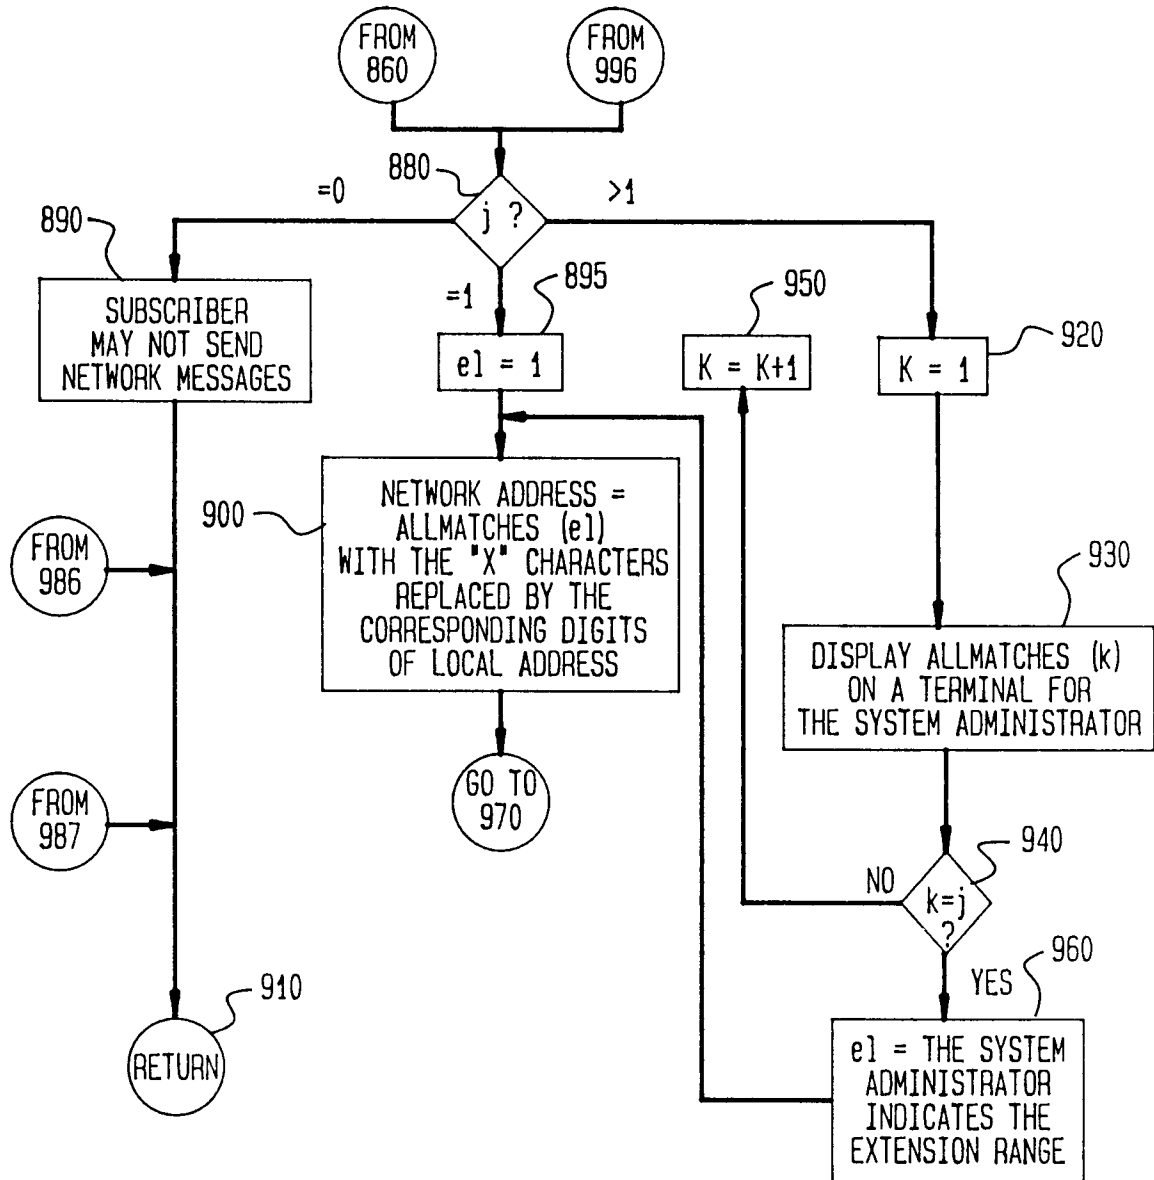 FROM
860
FROM
996
880
=0
j ?
>1
890
SUBSCRIBER
MAY NOT SEND
NETWORK MESSAGES
=1
895
el = 1
950
K = K+1
920
K = 1
900
NETWORK ADDRESS =
ALLMATCHES (el)
WITH THE "X" CHARACTERS
REPLACED BY THE
CORRESPONDING DIGITS
OF LOCAL ADDRESS
FROM
986
930
DISPLAY ALLMATCHES (k)
ON A TERMINAL FOR
THE SYSTEM ADMINISTRATOR
GO TO
970
FROM
987
940
NO
k=j
?
YES
960
910
RETURN
el = THE SYSTEM
ADMINISTRATOR
INDICATES THE
EXTENSION RANGE